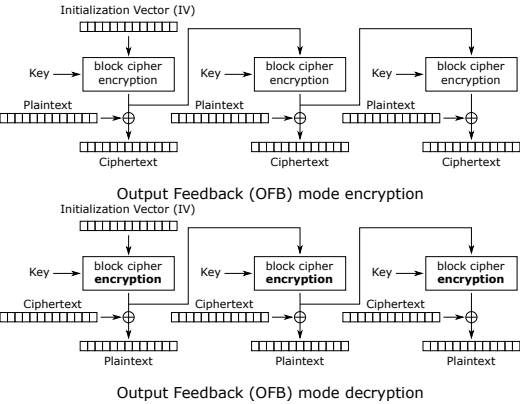 Initialization Vector (IV)
Key
block cipher
encryption
Key
block cipher
encryption
Key
block cipher
encryption
Plaintext
Plaintext
Plaintext
Ciphertext
Ciphertext
Ciphertext
Output Feedback (OFB) mode encryption
Initialization Vector (IV)
Key
block cipher
encryption
Key
block cipher
encryption
Key
block cipher
encryption
Ciphertext
Ciphertext
Ciphertext
Plaintext
Plaintext
Plaintext
Output Feedback (OFB) mode decryption